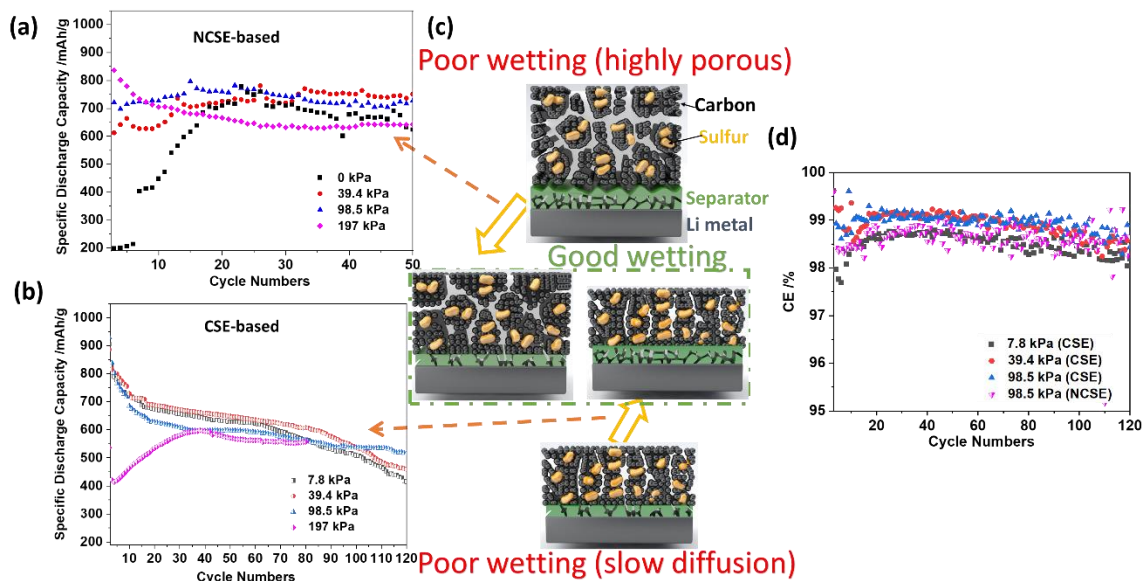 (a)
NCSE-based
Specific Discharge Capacity /mAh/g
1000
900
800
700
600
500
400
300
200
0 kPa
39.4 kPa
98.5 kPa
197 kPa
0
10
20
30
40
50
Cycle Numbers
(b)
CSE-based
Specific Discharge Capacity /mAh/g
1000
900
800
700
600
500
400
300
200
7.8 kPa
39.4 kPa
98.5 kPa
197 kPa
10 20 30 40 50 60 70 80 90 100 110 120
Cycle Numbers
(c)
Poor wetting (highly porous)
Carbon
Sulfur
Separator
Li metal
Good wetting
Poor wetting (slow diffusion)
(d)
CE /%
100
99
98
97
96
95
7.8 kPa (CSE)
39.4 kPa (CSE)
98.5 kPa (CSE)
98.5 kPa (NCSE)
20 40 60 80 100 120
Cycle Numbers